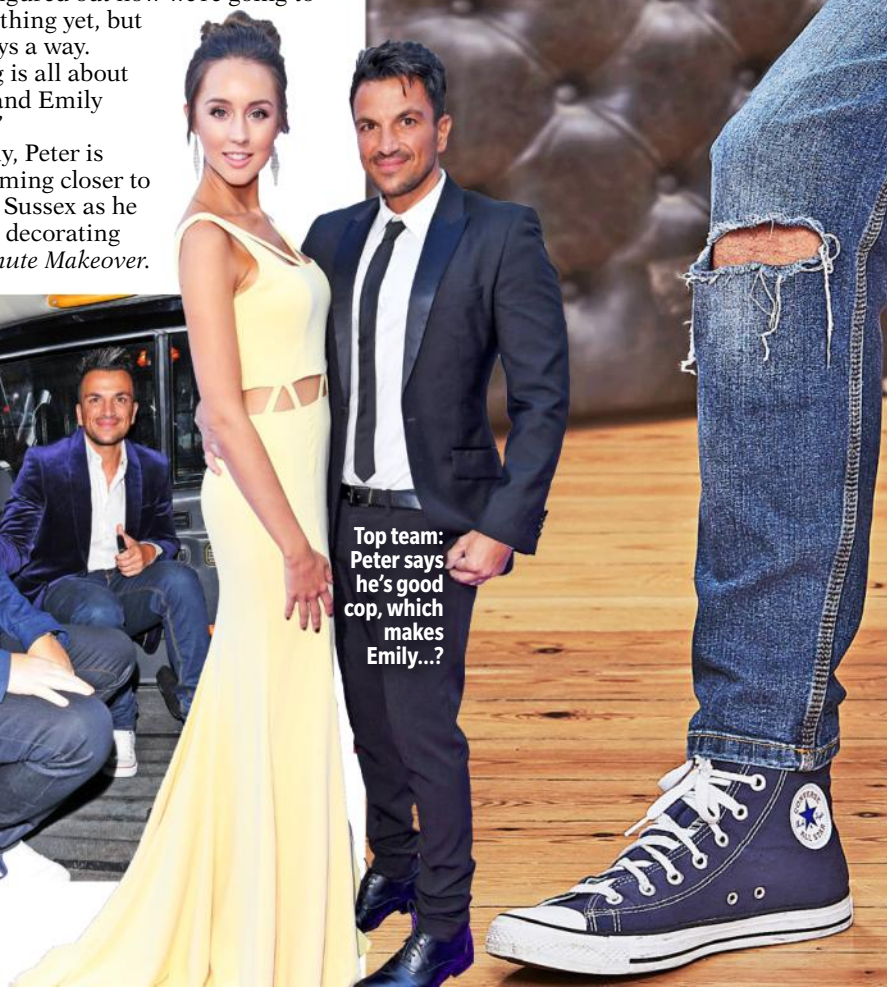 thing yet, but
ys a way.
is all about
and Emily
y, Peter is
ming closer to
Sussex as he
decorating
nute Makeover.
Top team:
Peter says
he's good
cop, which
makes
Emily...?
CONVERSE
ALL STAR